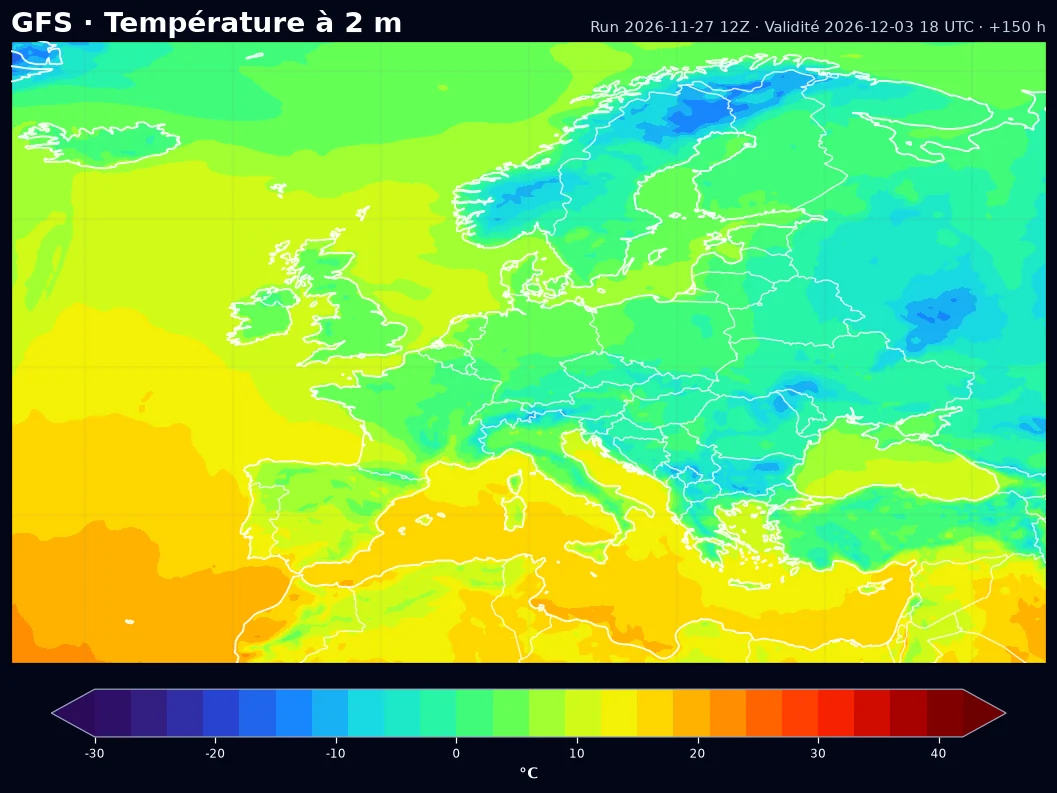 GFS · Température à 2 m
Run 2026-11-27 12Z · Validité 2026-12-03 18 UTC · +150 h
-30 -20 -10 0 10 20 30 40
°C